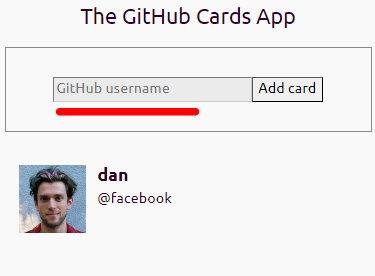 The GitHub Cards App
GitHub username
Add card
dan
@facebook